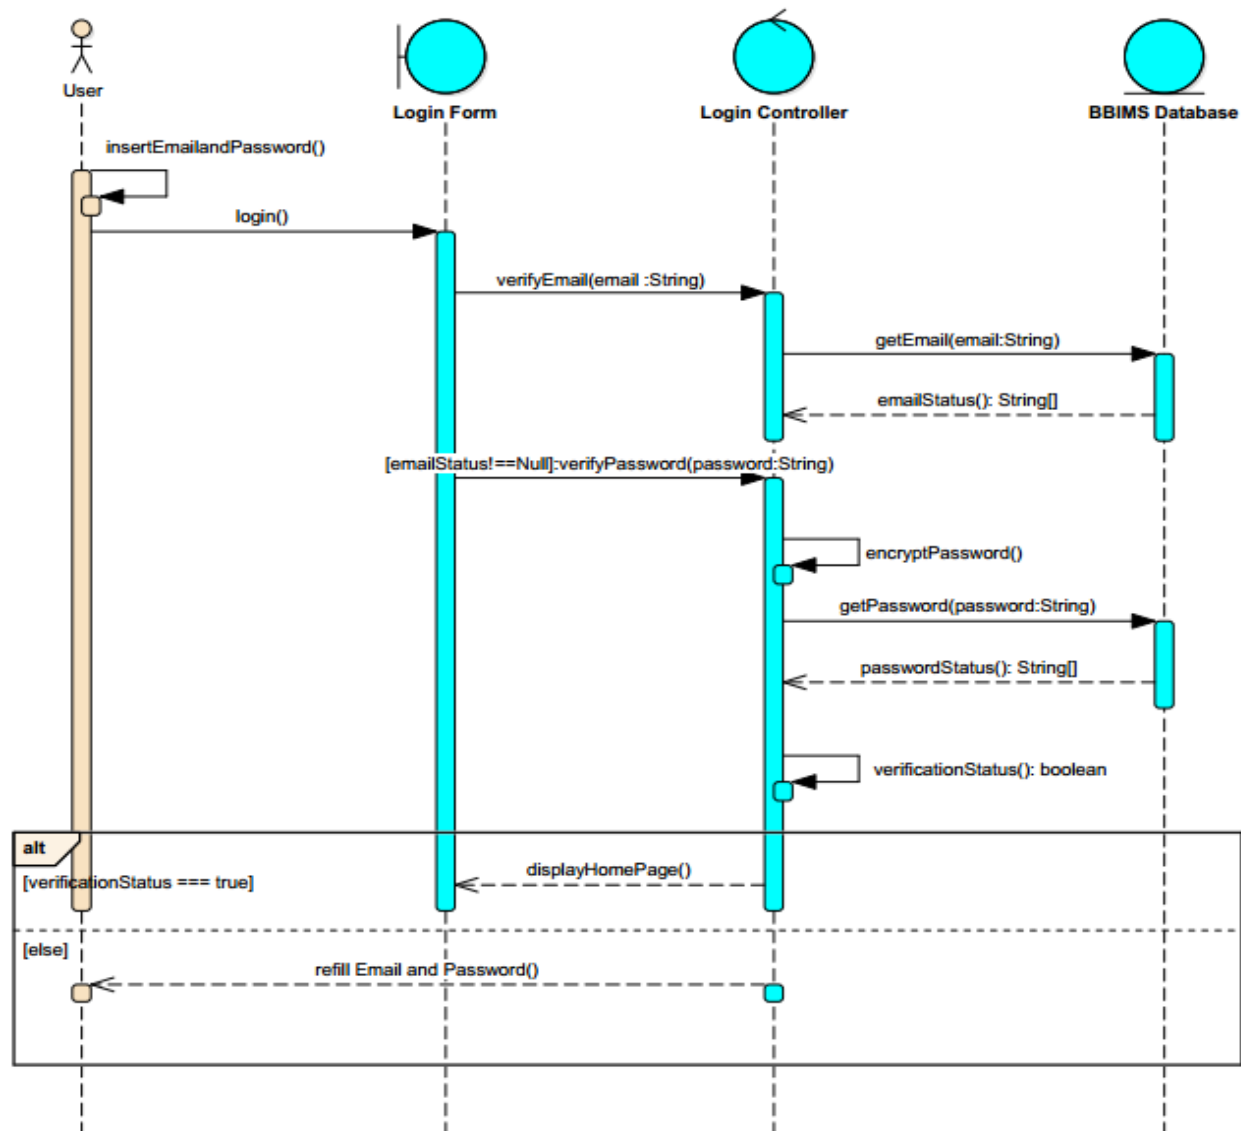 User
Login Form
Login Controller
BBIMS Database
insertEmailandPassword()
login()
verifyEmail(email :String)
getEmail(email:String)
emailStatus(): String[]
[emailStatus!==Null]:verifyPassword(password:String)
encryptPassword()
getPassword(password:String)
passwordStatus(): String[]
verificationStatus(): boolean
alt
[verificationStatus === true]
displayHomePage()
[else]
refill Email and Password()